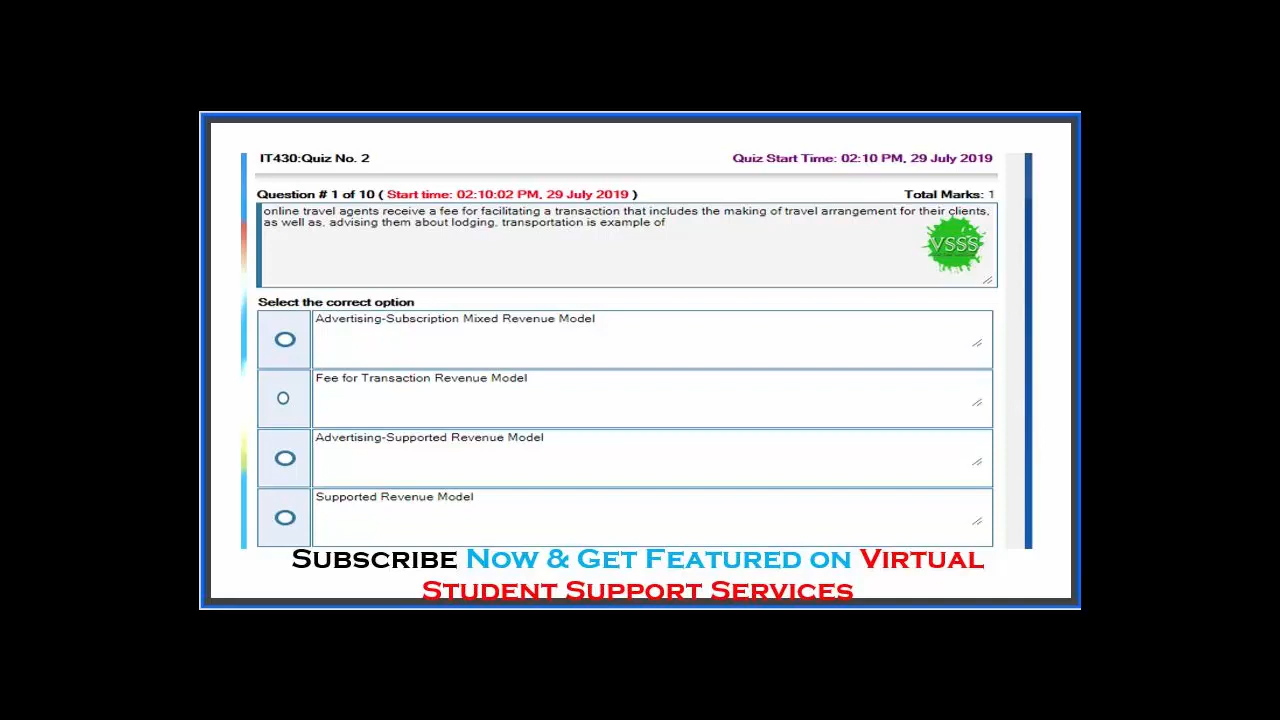 IT430:Quiz No. 2
Quiz Start Time: 02:10 PM, 29 July 2019
Question # 1 of 10 ( Start time: 02:10:02 PM, 29 July 2019 )
Total Marks: 1
online travel agents receive a fee for facilitating a transaction that includes the making of travel arrangement for their clients,
as well as, advising them about lodging, transportation is example of
VSSS
Select the correct option
Advertising-Subscription Mixed Revenue Model
Fee for Transaction Revenue Model
Advertising-Supported Revenue Model
Supported Revenue Model
SUBSCRIBE NOW & GET FEATURED ON VIRTUAL
STUDENT SUPPORT SERVICES